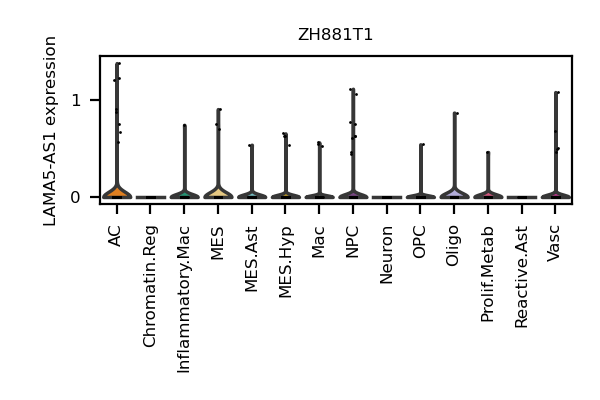 ZH881T1
LAMA5-AS1 expression
1
0
AC
Chromatin.Reg
Inflammatory.Mac
MES
MES.Ast
MES.Hyp
Mac
NPC
Neuron
OPC
Oligo
Prolif.Metab
Reactive.Ast
Vasc